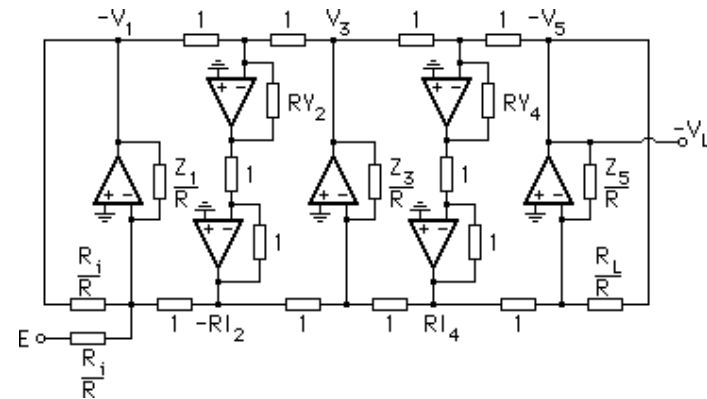 -V1 1 1 V3 1 1 -V5
RY2 RY4
-VL
Z1/R 1 Z3/R 1 Z5/R
1 1
Ri/R RL/R
1 -RI2 1 1 RI4 1
E
Ri/R